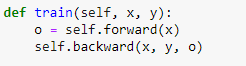 def train(self, x, y):
    o = self.forward(x)
    self.backward(x, y, o)